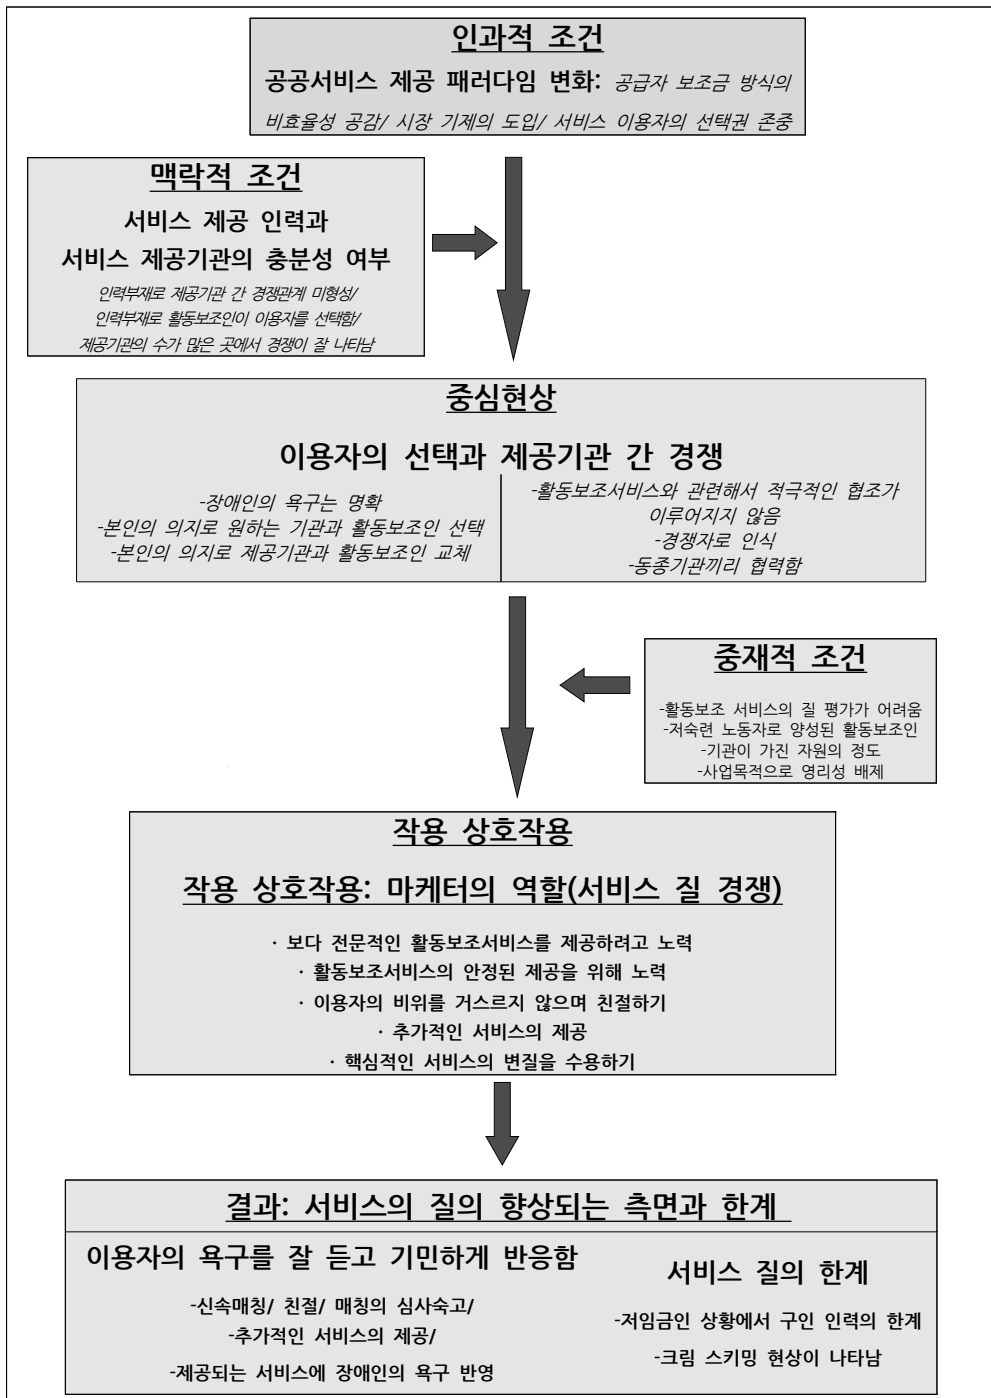 인과적 조건
공공서비스 제공 패러다임 변화: 공급자 보조금 방식의
비효율성 공감/ 시장 기제의 도입/ 서비스 이용자의 선택권 존중
맥락적 조건
서비스 제공 인력과
서비스 제공기관의 충분성 여부
인력부재로 제공기관 간 경쟁관계 미형성/
인력부재로 활동보조인이 이용자를 선택함/
제공기관의 수가 많은 곳에서 경쟁이 잘 나타남
중심현상
이용자의 선택과 제공기관 간 경쟁
-장애인의 욕구는 명확
-본인의 의지로 원하는 기관과 활동보조인 선택
-본인의 의지로 제공기관과 활동보조인 교체
-활동보조서비스와 관련해서 적극적인 협조가
이루어지지 않음
-경쟁자로 인식
-동종기관끼리 협력함
중재적 조건
-활동보조 서비스의 질 평가가 어려움
-저숙련 노동자로 양성된 활동보조인
-기관이 가진 자원의 정도
-사업목적으로 영리성 배제
작용 상호작용
작용 상호작용: 마케터의 역할(서비스 질 경쟁)
· 보다 전문적인 활동보조서비스를 제공하려고 노력
· 활동보조서비스의 안정된 제공을 위해 노력
· 이용자의 비위를 거스르지 않으며 친절하기
· 추가적인 서비스의 제공
· 핵심적인 서비스의 변질을 수용하기
결과: 서비스의 질의 향상되는 측면과 한계
이용자의 욕구를 잘 듣고 기민하게 반응함
-신속매칭/ 친절/ 매칭의 심사숙고/
-추가적인 서비스의 제공/
-제공되는 서비스에 장애인의 욕구 반영
서비스 질의 한계
-저임금인 상황에서 구인 인력의 한계
-크림 스키밍 현상이 나타남